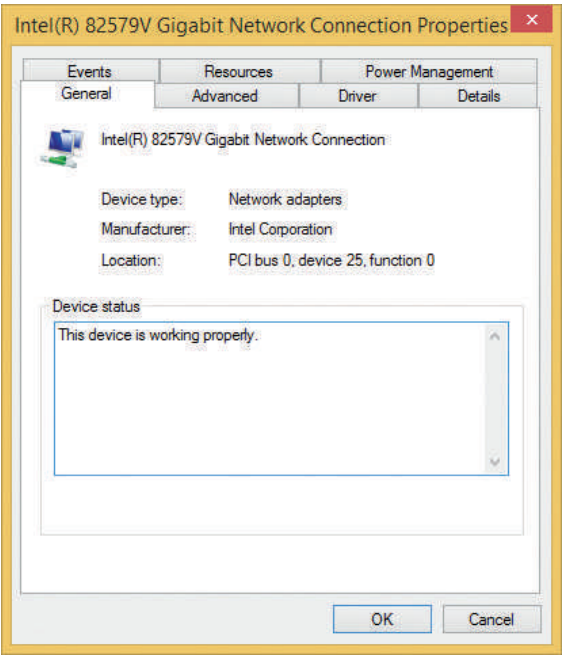 Intel(R) 82579V Gigabit Network Connection Properties
Events Resources Power Management
General Advanced Driver Details
Intel(R) 82579V Gigabit Network Connection
Device type: Network adapters
Manufacturer: Intel Corporation
Location: PCI bus 0, device 25, function 0
Device status
This device is working properly.
OK Cancel